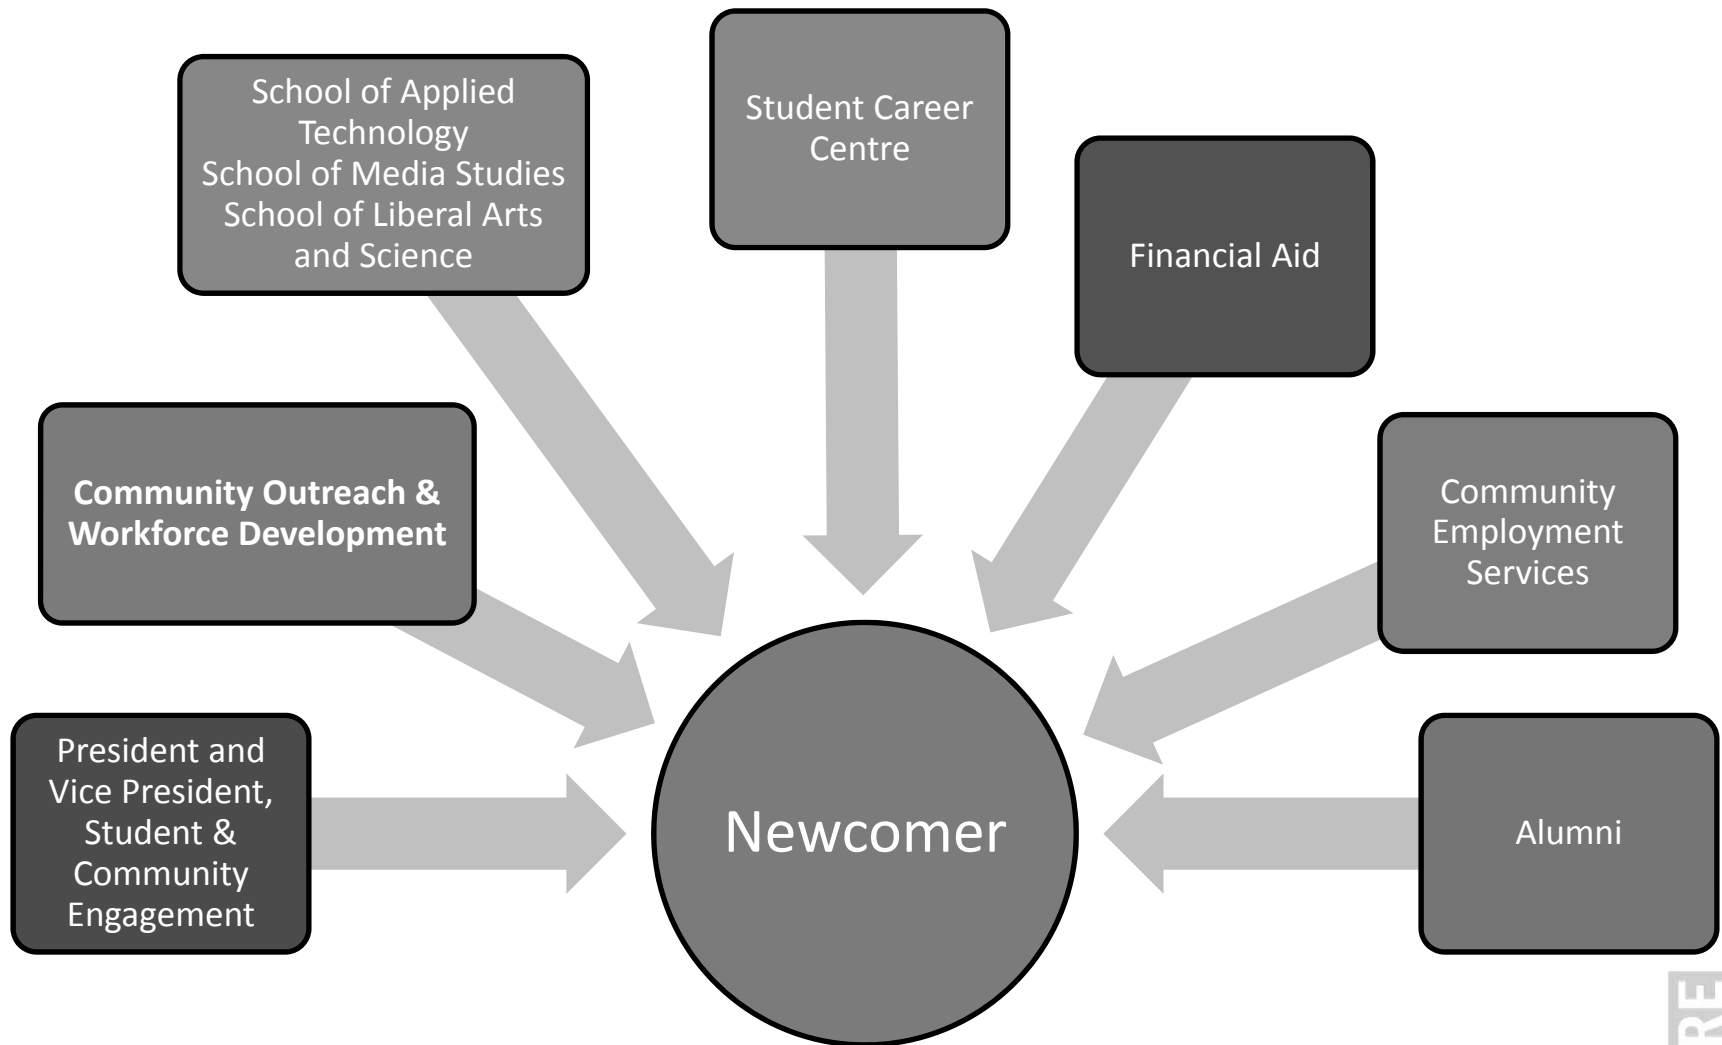 School of Applied
Technology
School of Media Studies
School of Liberal Arts
and Science
Student Career
Centre
Financial Aid
Community Outreach &
Workforce Development
Community
Employment
Services
President and
Vice President,
Student &
Community
Engagement
Newcomer
Alumni
RE